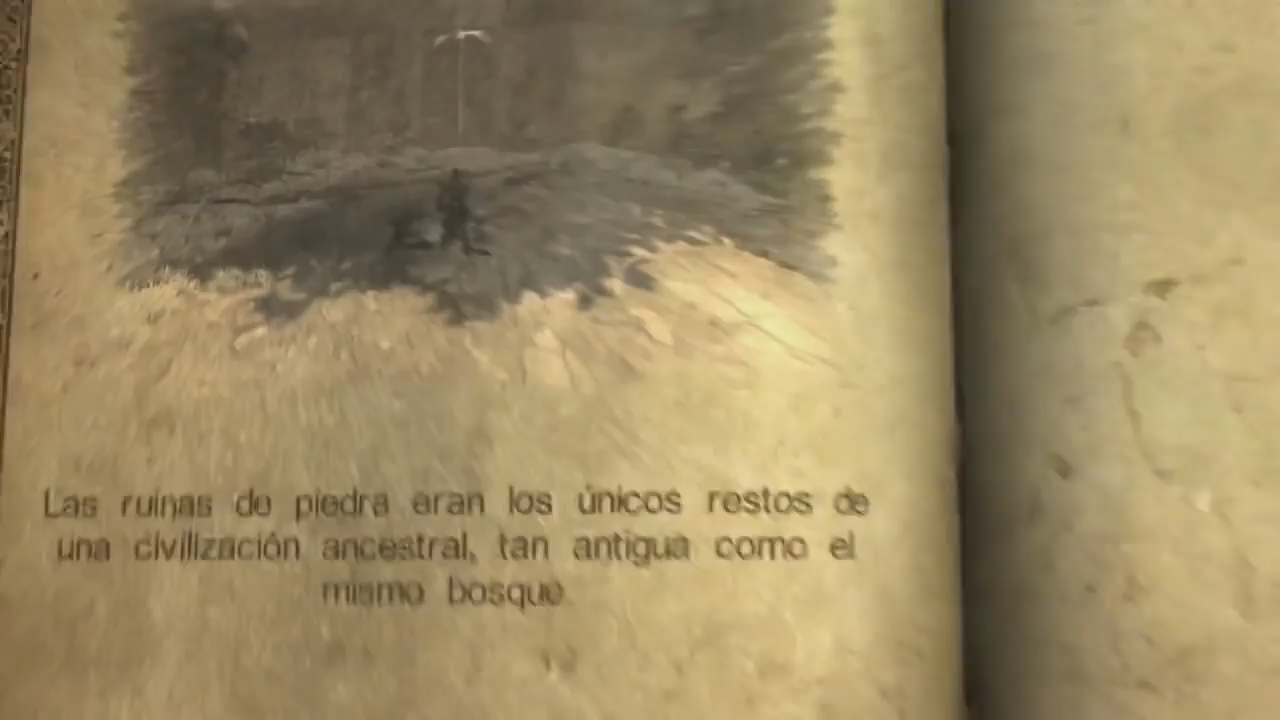 Las ruinas de piedra eran los únicos restos de
una civilización ancestral, tan antigua como el
mismo bosque.